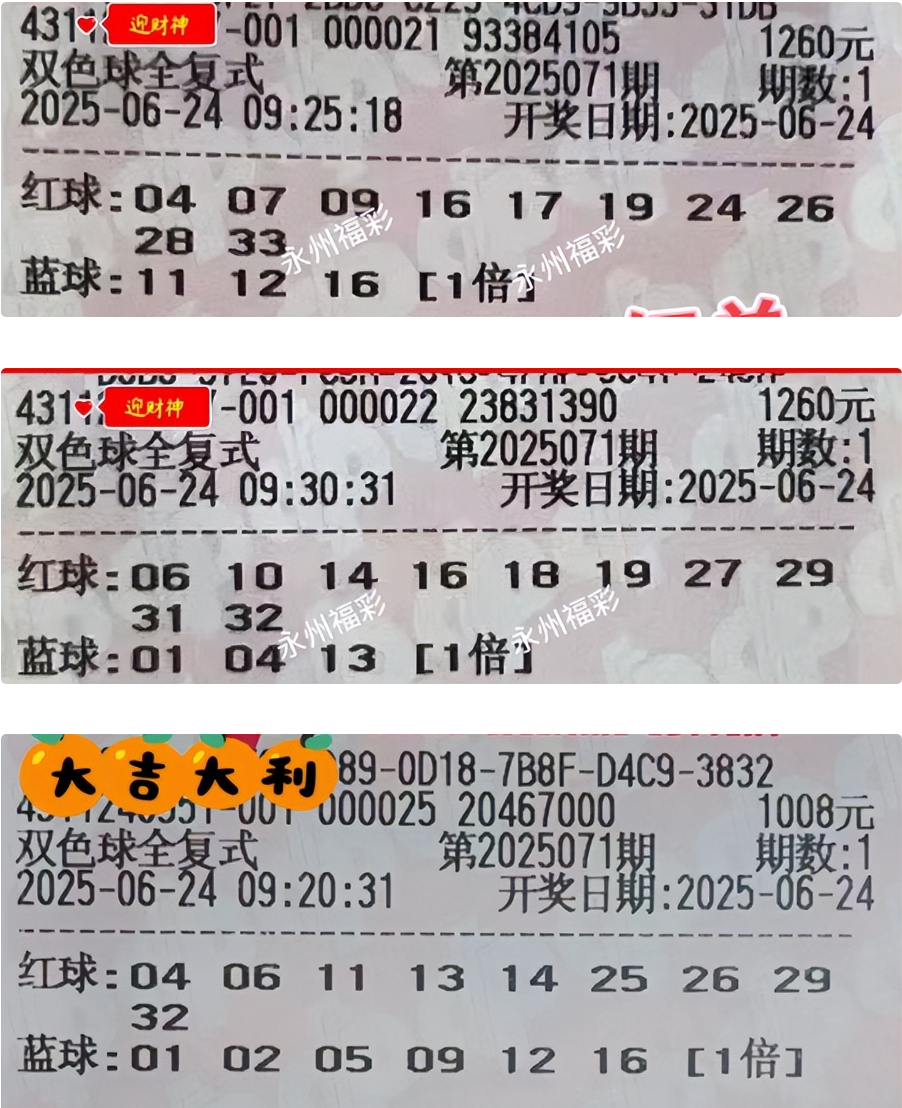 迎财神
431
-001 000021 93384105 1260元
双色球全复式 第2025071期 期数:1
2025-06-24 09:25:18 开奖日期:2025-06-24
红球:04 07 09 16 17 19 24 26
28 33
蓝球:11 12 16 [1倍]
永州福彩 永州福彩
迎财神
431
-001 000022 23831390 1260元
双色球全复式 第2025071期 期数:1
2025-06-24 09:30:31 开奖日期:2025-06-24
红球:06 10 14 16 18 19 27 29
31 32
蓝球:01 04 13 [1倍]
永州福彩 永州福彩
大吉大利
89-0D18-7B8F-D4C9-3832
-001 000025 20467000 1008元
双色球全复式 第2025071期 期数:1
2025-06-24 09:20:31 开奖日期:2025-06-24
红球:04 06 11 13 14 25 26 29
32
蓝球:01 02 05 09 12 16 [1倍]